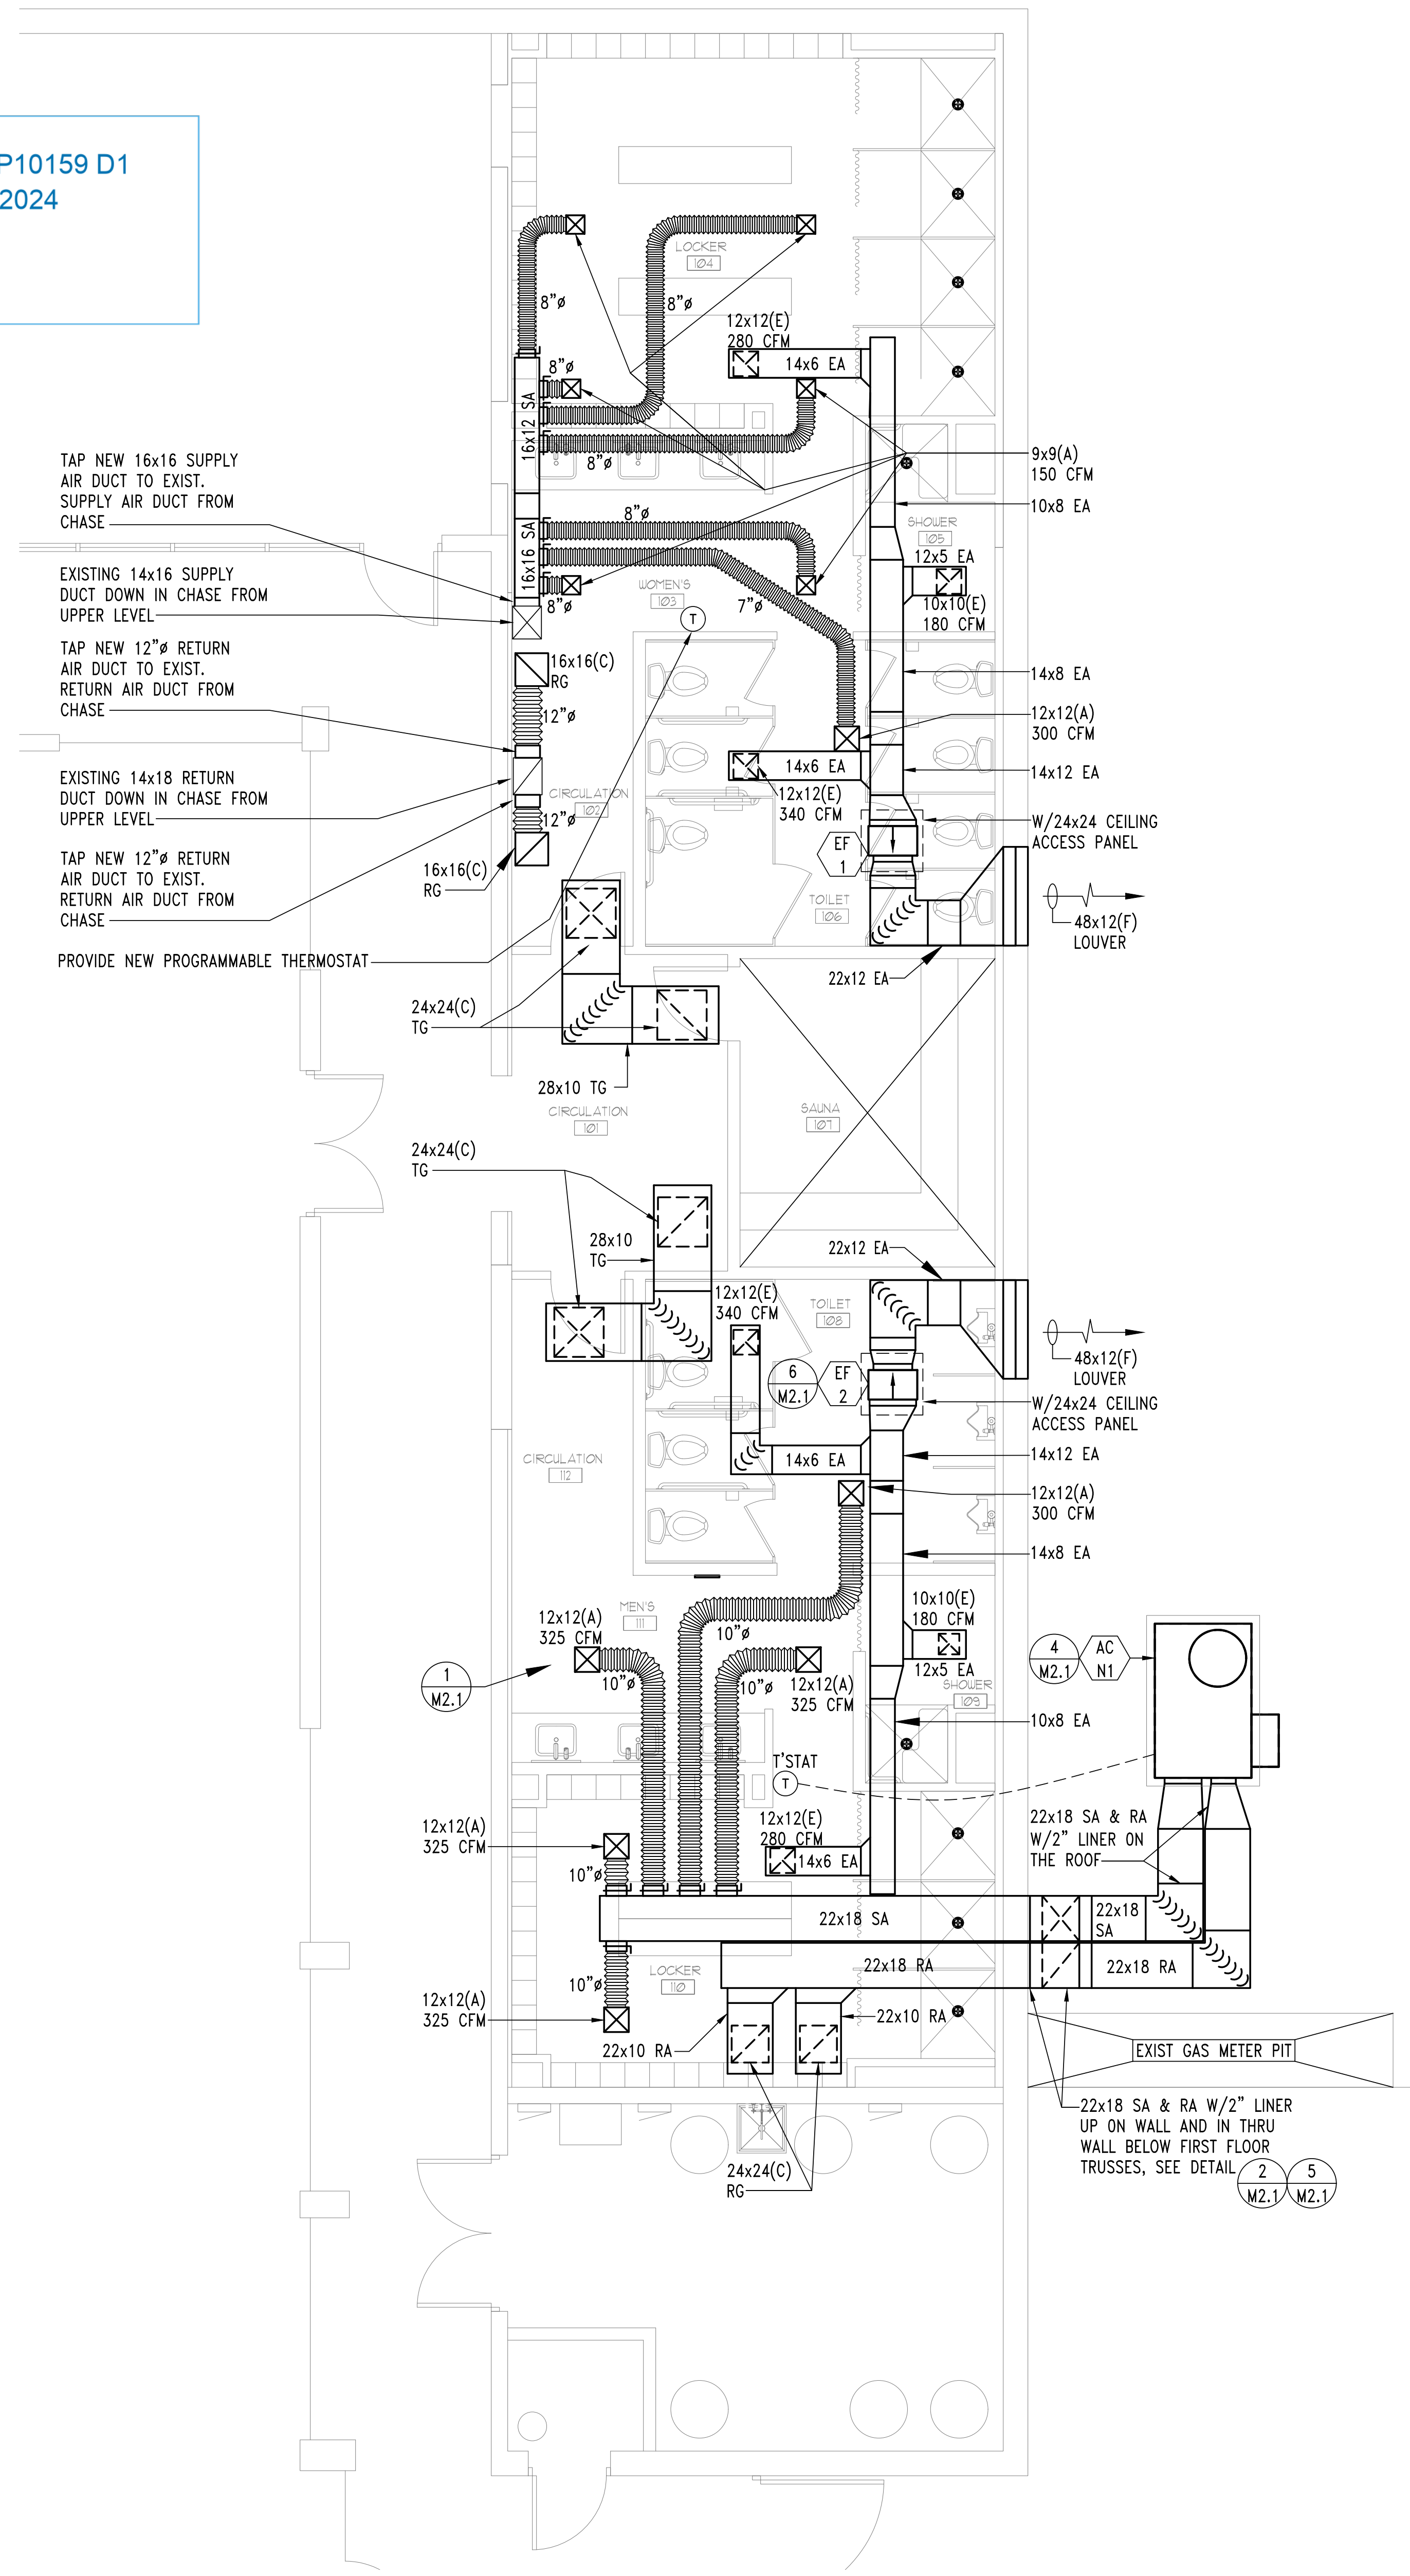 P10159 D1
2024
LOCKER
104
8"ø
8"ø
12x12(E)
280 CFM
14x6 EA
8"ø
16x12 SA
8"ø
TAP NEW 16x16 SUPPLY
AIR DUCT TO EXIST.
SUPPLY AIR DUCT FROM
CHASE
9x9(A)
150 CFM
10x8 EA
8"ø
SHOWER
105
16x16 SA
12x5 EA
EXISTING 14x16 SUPPLY
DUCT DOWN IN CHASE FROM
UPPER LEVEL
WOMEN'S
103
8"ø
7"ø
10x10(E)
180 CFM
T
TAP NEW 12"ø RETURN
AIR DUCT TO EXIST.
RETURN AIR DUCT FROM
CHASE
16x16(C)
RG
14x8 EA
12"ø
12x12(A)
300 CFM
14x6 EA
14x12 EA
EXISTING 14x18 RETURN
DUCT DOWN IN CHASE FROM
UPPER LEVEL
CIRCULATION
102
12x12(E)
340 CFM
12"ø
W/24x24 CEILING
ACCESS PANEL
EF
1
TAP NEW 12"ø RETURN
AIR DUCT TO EXIST.
RETURN AIR DUCT FROM
CHASE
16x16(C)
RG
TOILET
106
48x12(F)
LOUVER
PROVIDE NEW PROGRAMMABLE THERMOSTAT
22x12 EA
24x24(C)
TG
28x10 TG
CIRCULATION
101
SAUNA
107
24x24(C)
TG
28x10
TG
22x12 EA
12x12(E)
340 CFM
TOILET
108
48x12(F)
LOUVER
6
M2.1
EF
2
W/24x24 CEILING
ACCESS PANEL
CIRCULATION
112
14x6 EA
14x12 EA
12x12(A)
300 CFM
14x8 EA
MEN'S
111
12x12(A)
325 CFM
10"ø
10x10(E)
180 CFM
1
M2.1
10"ø
10"ø
12x12(A)
325 CFM
12x5 EA
SHOWER
109
4
M2.1
AC
N1
10x8 EA
T'STAT
T
12x12(A)
325 CFM
12x12(E)
280 CFM
22x18 SA & RA
W/2" LINER ON
THE ROOF
10"ø
14x6 EA
22x18 SA
22x18
SA
LOCKER
110
22x18 RA
22x18 RA
10"ø
12x12(A)
325 CFM
22x10 RA
22x10 RA
EXIST GAS METER PIT
22x18 SA & RA W/2" LINER
UP ON WALL AND IN THRU
WALL BELOW FIRST FLOOR
TRUSSES, SEE DETAIL
2
M2.1
5
M2.1
24x24(C)
RG